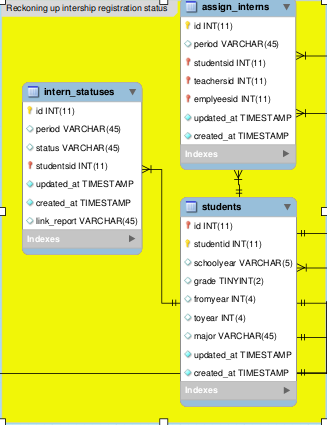 Reckoning up intership registration status
assign_interns
id INT(11)
period VARCHAR(45)
studentsid INT(11)
teachersid INT(11)
emplyeesid INT(11)
updated_at TIMESTAMP
created_at TIMESTAMP
Indexes
intern_statuses
id INT(11)
period VARCHAR(45)
status VARCHAR(45)
studentsid INT(11)
updated_at TIMESTAMP
created_at TIMESTAMP
link_report VARCHAR(45)
Indexes
students
id INT(11)
studentid INT(11)
schoolyear VARCHAR(5)
grade TINYINT(2)
fromyear INT(4)
toyear INT(4)
major VARCHAR(45)
updated_at TIMESTAMP
created_at TIMESTAMP
Indexes